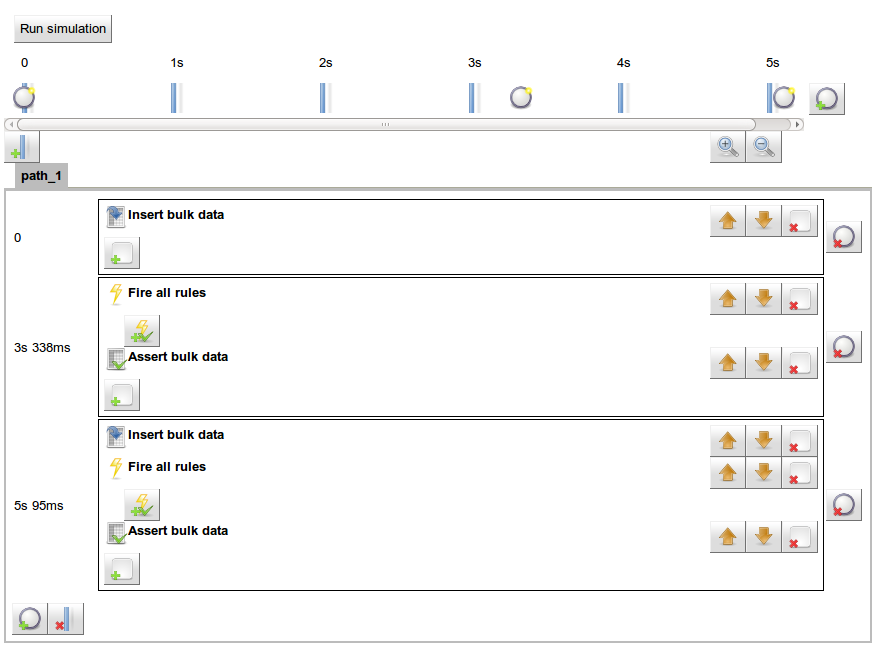 Run simulation
0 1s 2s 3s 4s 5s
path_1
Insert bulk data
0
Fire all rules
3s 338ms
Assert bulk data
Insert bulk data
Fire all rules
5s 95ms
Assert bulk data